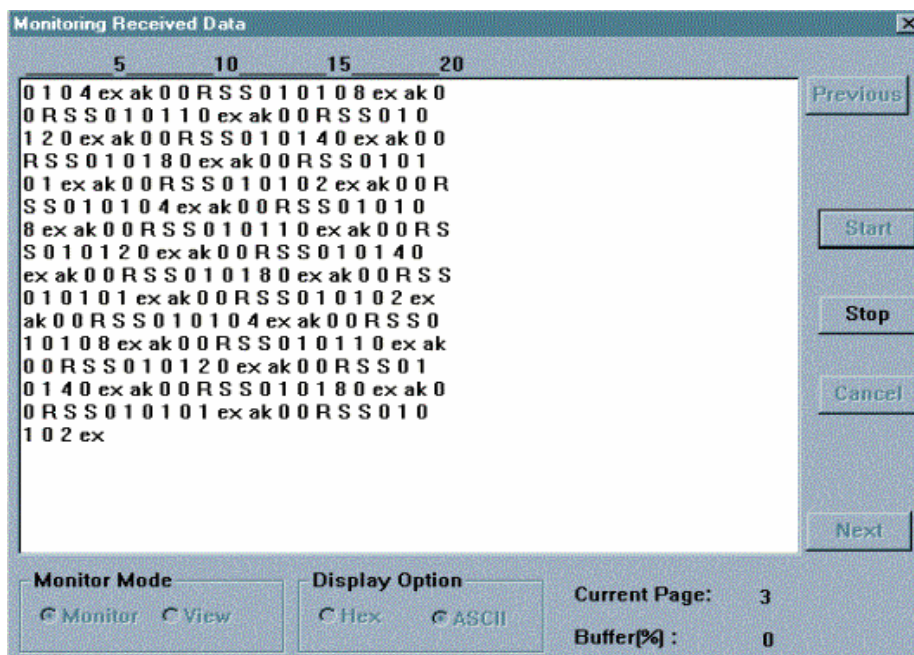 Monitoring Received Data
5 10 15 20
0 1 0 4 ex ak 0 0 R S S 0 1 0 1 0 8 ex ak 0
0 R S S 0 1 0 1 1 0 ex ak 0 0 R S S 0 1 0
1 2 0 ex ak 0 0 R S S 0 1 0 1 4 0 ex ak 0 0
R S S 0 1 0 1 8 0 ex ak 0 0 R S S 0 1 0 1
0 1 ex ak 0 0 R S S 0 1 0 1 0 2 ex ak 0 0 R
S S 0 1 0 1 0 4 ex ak 0 0 R S S 0 1 0 1 0
8 ex ak 0 0 R S S 0 1 0 1 1 0 ex ak 0 0 R S
S 0 1 0 1 2 0 ex ak 0 0 R S S 0 1 0 1 4 0
ex ak 0 0 R S S 0 1 0 1 8 0 ex ak 0 0 R S S
0 1 0 1 0 1 ex ak 0 0 R S S 0 1 0 1 0 2 ex
ak 0 0 R S S 0 1 0 1 0 4 ex ak 0 0 R S S 0
1 0 1 0 8 ex ak 0 0 R S S 0 1 0 1 1 0 ex ak
0 0 R S S 0 1 0 1 2 0 ex ak 0 0 R S S 0 1
0 1 4 0 ex ak 0 0 R S S 0 1 0 1 8 0 ex ak 0
0 R S S 0 1 0 1 0 1 ex ak 0 0 R S S 0 1 0
1 0 2 ex
Previous
Start
Stop
Cancel
Next
Monitor Mode
Monitor View
Display Option
Hex ASCII
Current Page: 3
Buffer(%) : 0